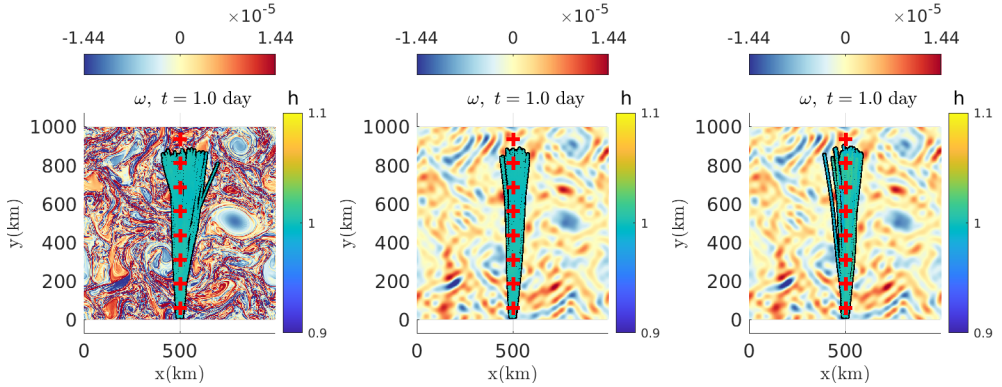 ×10⁻⁵ ×10⁻⁵ ×10⁻⁵
-1.44 0 1.44 -1.44 0 1.44 -1.44 0 1.44
ω, t = 1.0 day h ω, t = 1.0 day h ω, t = 1.0 day h
1000 1.1 1000 1.1 1000 1.1
800 800 800
600 600 600
y(km) 1 y(km) 1 y(km) 1
400 400 400
200 200 200
0 0.9 0 0.9 0 0.9
0 500 0 500 0 500
x(km) x(km) x(km)